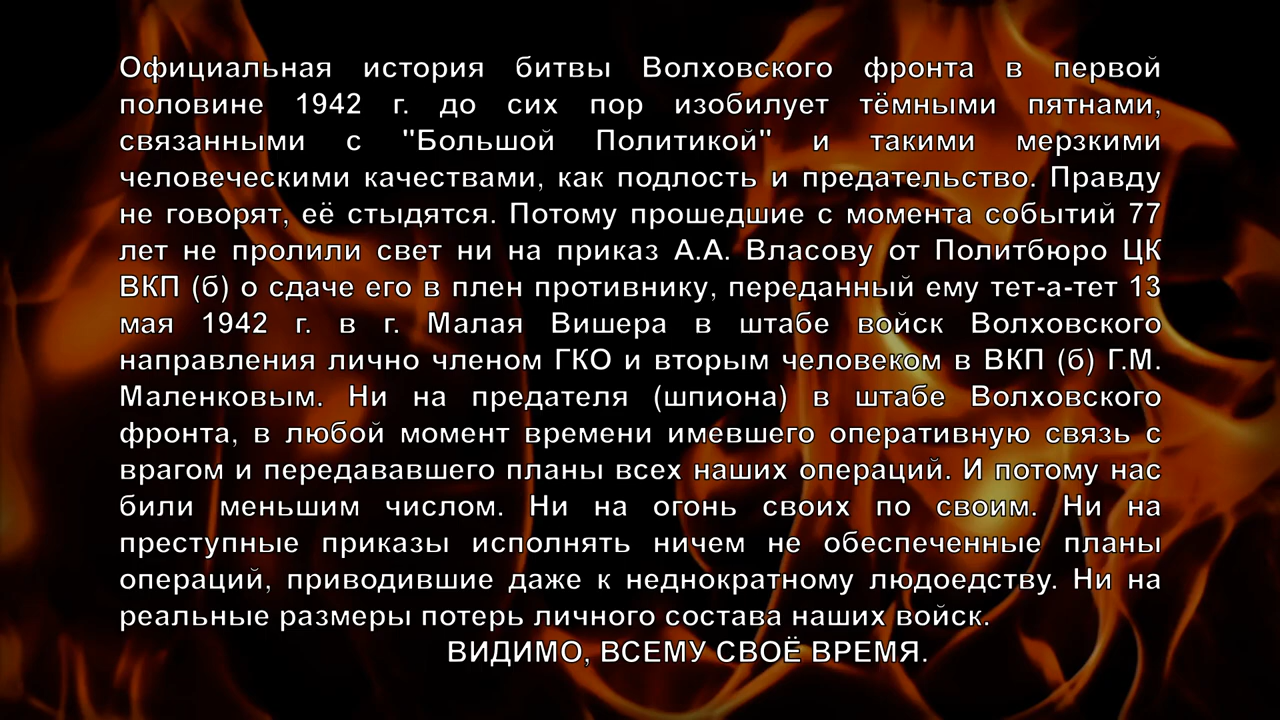 Официальная история битвы Волховского фронта в первой
половине 1942 г. до сих пор изобилует тёмными пятнами,
связанными с "Большой Политикой" и такими мерзкими
человеческими качествами, как подлость и предательство. Правду
не говорят, её стыдятся. Потому прошедшие с момента событий 77
лет не пролили свет ни на приказ А.А. Власову от Политбюро ЦК
ВКП (б) о сдаче его в плен противнику, переданный ему тет-а-тет 13
мая 1942 г. в г. Малая Вишера в штабе войск Волховского
направления лично членом ГКО и вторым человеком в ВКП (б) Г.М.
Маленковым. Ни на предателя (шпиона) в штабе Волховского
фронта, в любой момент времени имевшего оперативную связь с
врагом и передававшего планы всех наших операций. И потому нас
били меньшим числом. Ни на огонь своих по своим. Ни на
преступные приказы исполнять ничем не обеспеченные планы
операций, приводившие даже к неднократному людоедству. Ни на
реальные размеры потерь личного состава наших войск.
ВИДИМО, ВСЕМУ СВОЁ ВРЕМЯ.